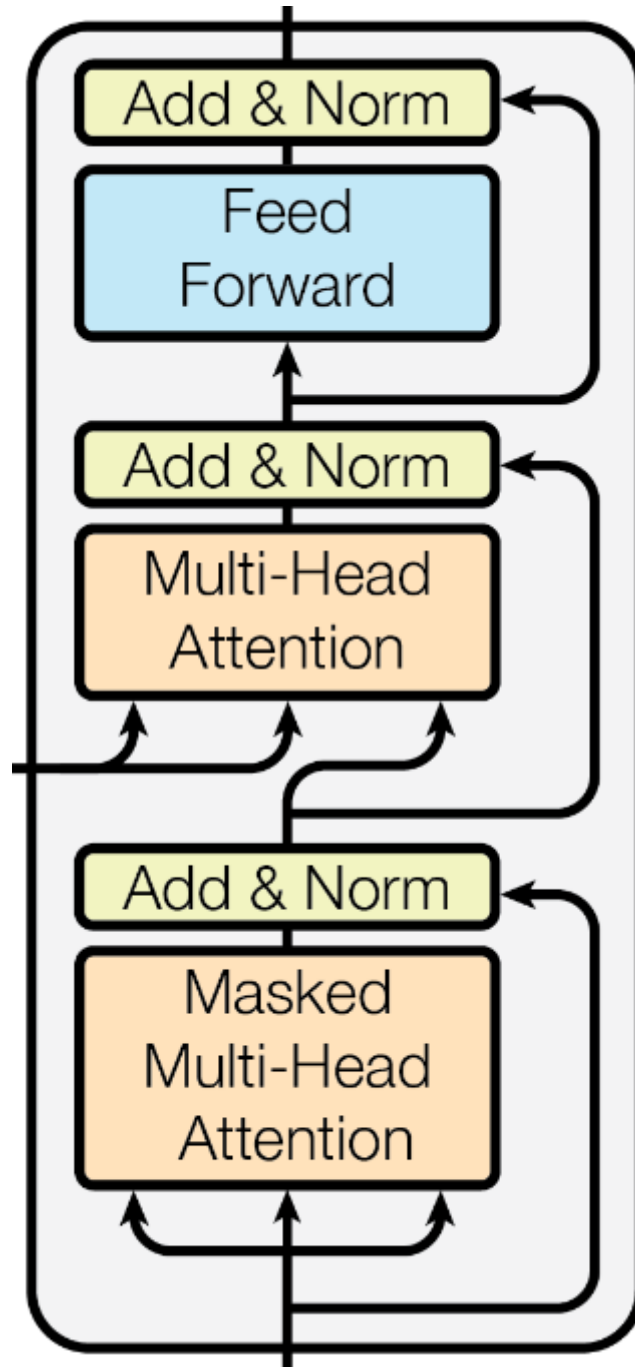 Add & Norm
Feed
Forward
Add & Norm
Multi-Head
Attention
Add & Norm
Masked
Multi-Head
Attention